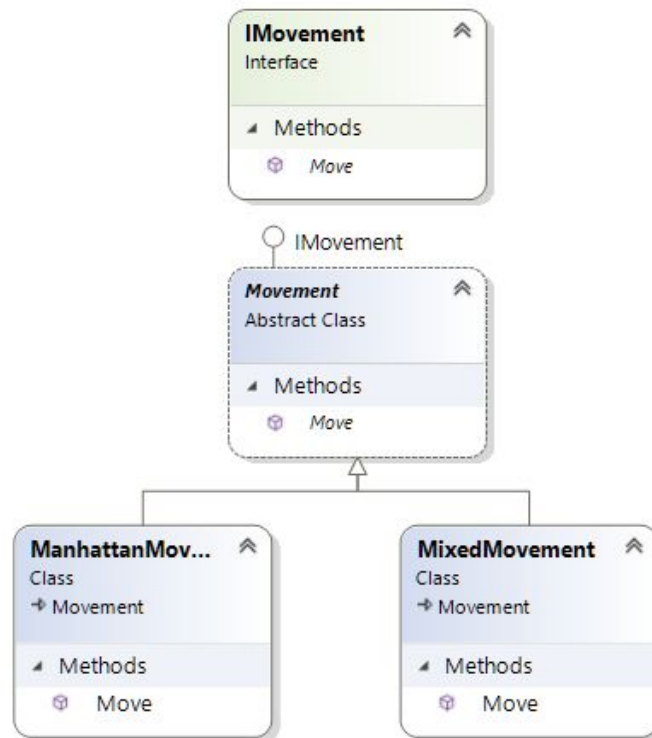 IMovement
Interface
Methods
Move
IMovement
Movement
Abstract Class
Methods
Move
ManhattanMov...
Class
Movement
Methods
Move
MixedMovement
Class
Movement
Methods
Move